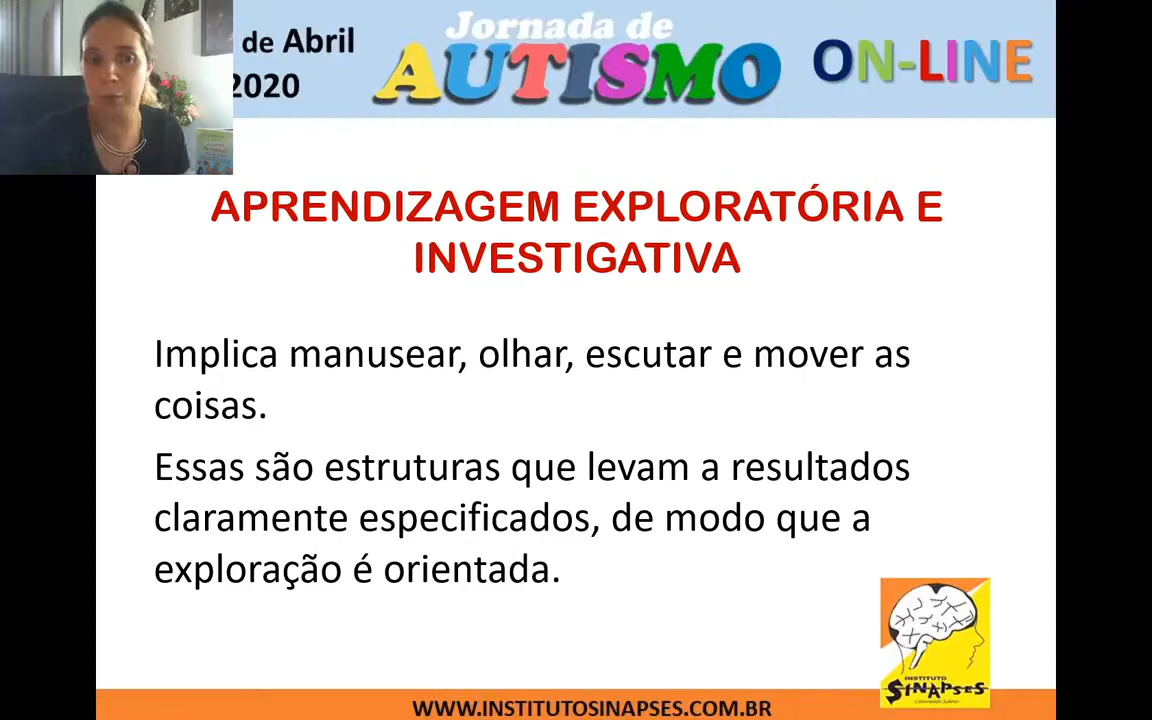 Jornada de
de Abril
AUTISMO
ON-LINE
2020
APRENDIZAGEM EXPLORATÓRIA E
INVESTIGATIVA
Implica manusear, olhar, escutar e mover as
coisas.
Essas são estruturas que levam a resultados
claramente especificados, de modo que a
exploração é orientada.
INSTITUTO
SINAPSES
WWW.INSTITUTOSINAPSES.COM.BR